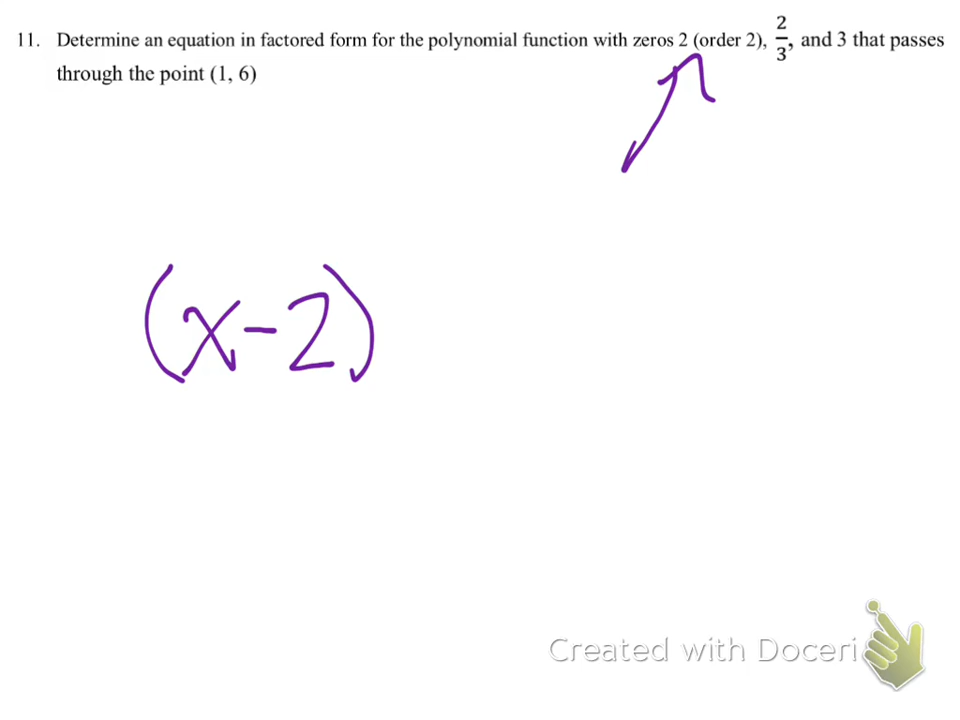 11. Determine an equation in factored form for the polynomial function with zeros 2 (order 2), 2/3, and 3 that passes
through the point (1, 6)
(x-2)
Created with Doceri